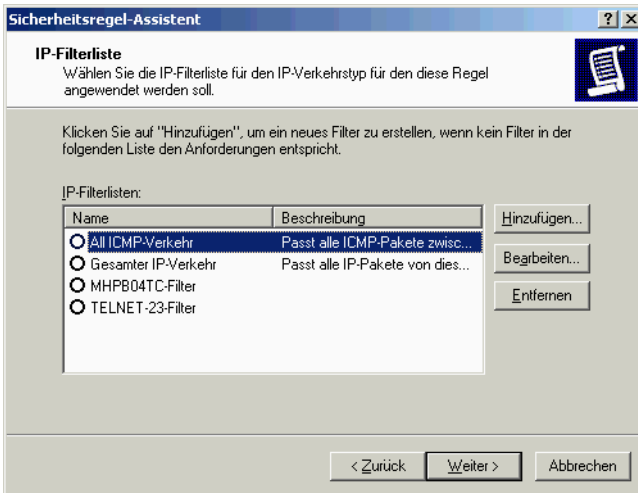 Sicherheitsregel-Assistent
IP-Filterliste
Wählen Sie die IP-Filterliste für den IP-Verkehrstyp für den diese Regel
angewendet werden soll.
Klicken Sie auf "Hinzufügen", um ein neues Filter zu erstellen, wenn kein Filter in der
folgenden Liste den Anforderungen entspricht.
IP-Filterlisten:
Name Beschreibung
All ICMP-Verkehr Passt alle ICMP-Pakete zwisc...
Gesamter IP-Verkehr Passt alle IP-Pakete von dies...
MHPB04TC-Filter
TELNET-23-Filter
Hinzufügen...
Bearbeiten...
Entfernen
< Zurück Weiter > Abbrechen